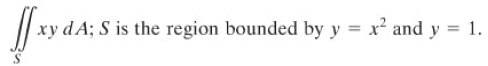 ∬_S xy dA; S is the region bounded by y = x² and y = 1.